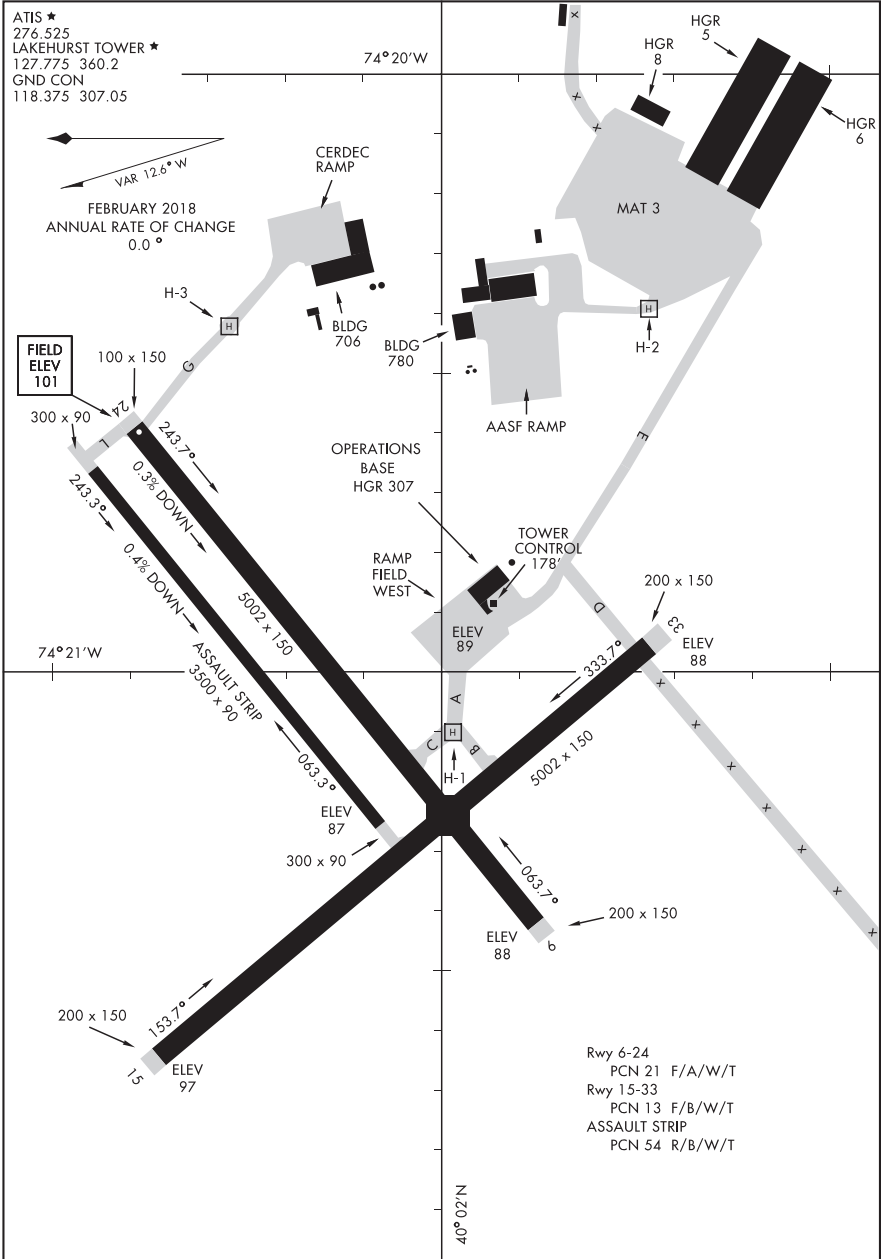 ATIS ★
276.525
LAKEHURST TOWER ★
127.775 360.2
GND CON
118.375 307.05
74° 20'W
HGR
5
HGR
8
HGR
6
VAR 12.6° W
FEBRUARY 2018
ANNUAL RATE OF CHANGE
0.0 °
CERDEC
RAMP
MAT 3
H-3
H
BLDG
706
BLDG
780
H
H-2
FIELD
ELEV
101
100 x 150
300 x 90
24
L
G
243.7°
0.3% DOWN
AASF RAMP
E
OPERATIONS
BASE
HGR 307
243.3°
0.4% DOWN
TOWER
CONTROL
178'
RAMP
FIELD
WEST
5002 x 150
D
200 x 150
33
ELEV
89
ELEV
88
74° 21'W
ASSAULT STRIP
3500 x 90
333.7°
A
C
H
B
H-1
5002 x 150
063.3°
ELEV
87
300 x 90
063.7°
200 x 150
ELEV
88
6
153.7°
200 x 150
15
ELEV
97
Rwy 6-24
PCN 21 F/A/W/T
Rwy 15-33
PCN 13 F/B/W/T
ASSAULT STRIP
PCN 54 R/B/W/T
40° 02'N
X
X
X
X
X
X
X
X
X
X